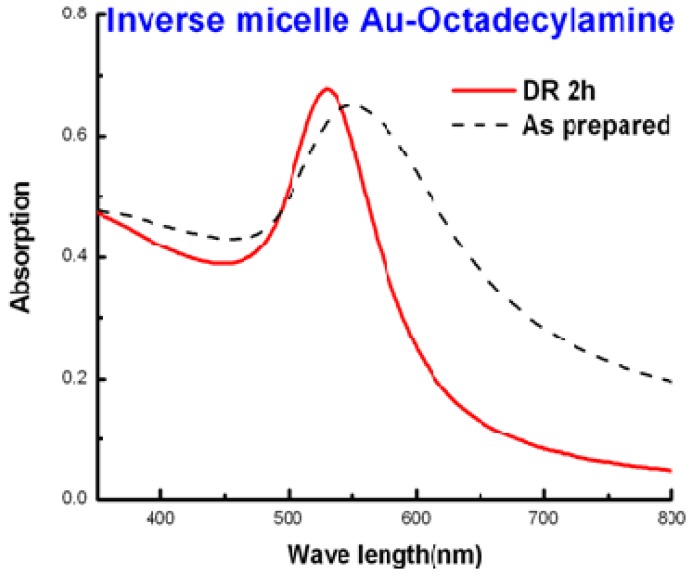 Inverse micelle Au-Octadecylamine
DR 2h
As prepared
Absorption
0.8
0.6
0.4
0.2
0.0
400 500 600 700 800
Wave length(nm)